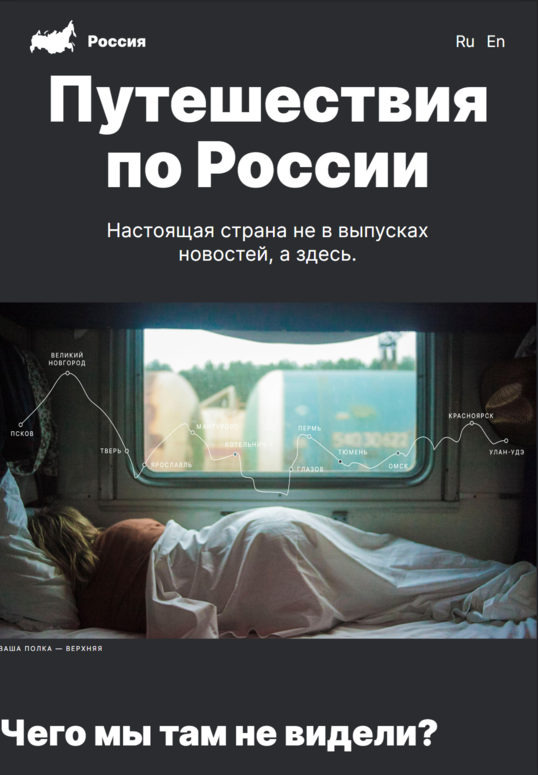 Россия
Ru En
Путешествия
по России
Настоящая страна не в выпусках
новостей, а здесь.
ВЕЛИКИЙ
НОВГОРОД
ПСКОВ
ТВЕРЬ
ЯРОСЛАВЛЬ
ПЕРМЬ
ГЛАЗОВ
ТЮМЕНЬ
ОМСК
КРАСНОЯРСК
УЛАН-УДЭ
ВАША ПОЛКА — ВЕРХНЯЯ
Чего мы там не видели?